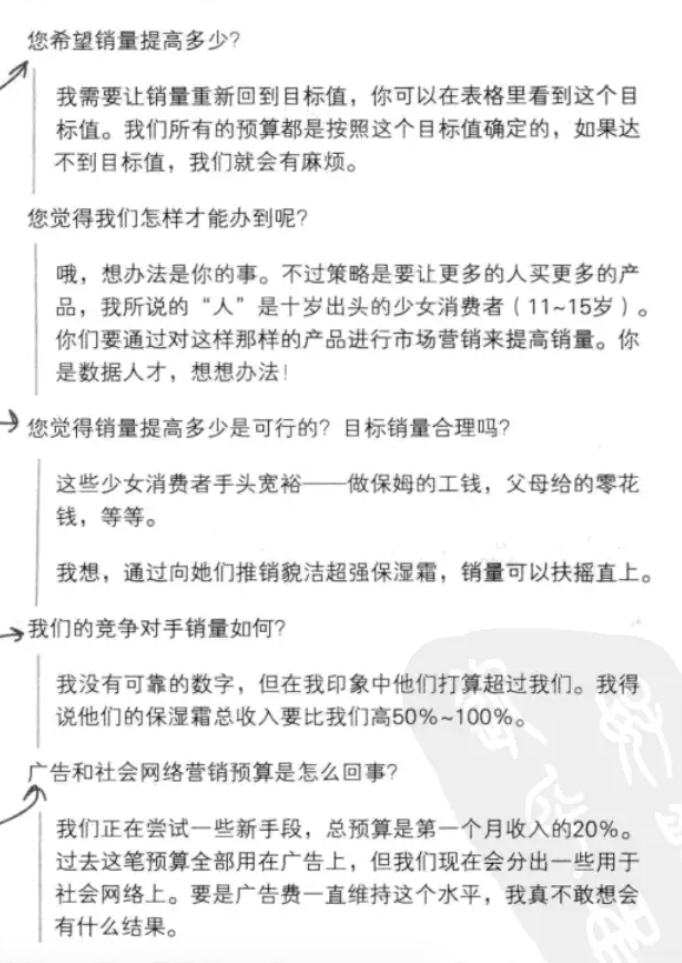 您希望销量提高多少？
我需要让销量重新回到目标值，你可以在表格里看到这个目
标值。我们所有的预算都是按照这个目标值确定的，如果达
不到目标值，我们就会有麻烦。
您觉得我们怎样才能办到呢？
哦，想办法是你的事。不过策略是要让更多的人买更多的产
品，我所说的“人”是十岁出头的少女消费者（11~15岁）。
你们要通过对这样那样的产品进行市场营销来提高销量。你
是数据人才，想想办法！
您觉得销量提高多少是可行的？目标销量合理吗？
这些少女消费者手头宽裕——做保姆的工钱，父母给的零花
钱，等等。
我想，通过向她们推销貌洁超强保湿霜，销量可以扶摇直上。
我们的竞争对手销量如何？
我没有可靠的数字，但在我印象中他们打算超过我们。我得
说他们的保湿霜总收入要比我们高50%~100%。
广告和社会网络营销预算是怎么回事？
我们正在尝试一些新手段，总预算是第一个月收入的20%。
过去这笔预算全部用在广告上，但我们现在会分出一些用于
社会网络上。要是广告费一直维持这个水平，我真不敢想会
有什么结果。